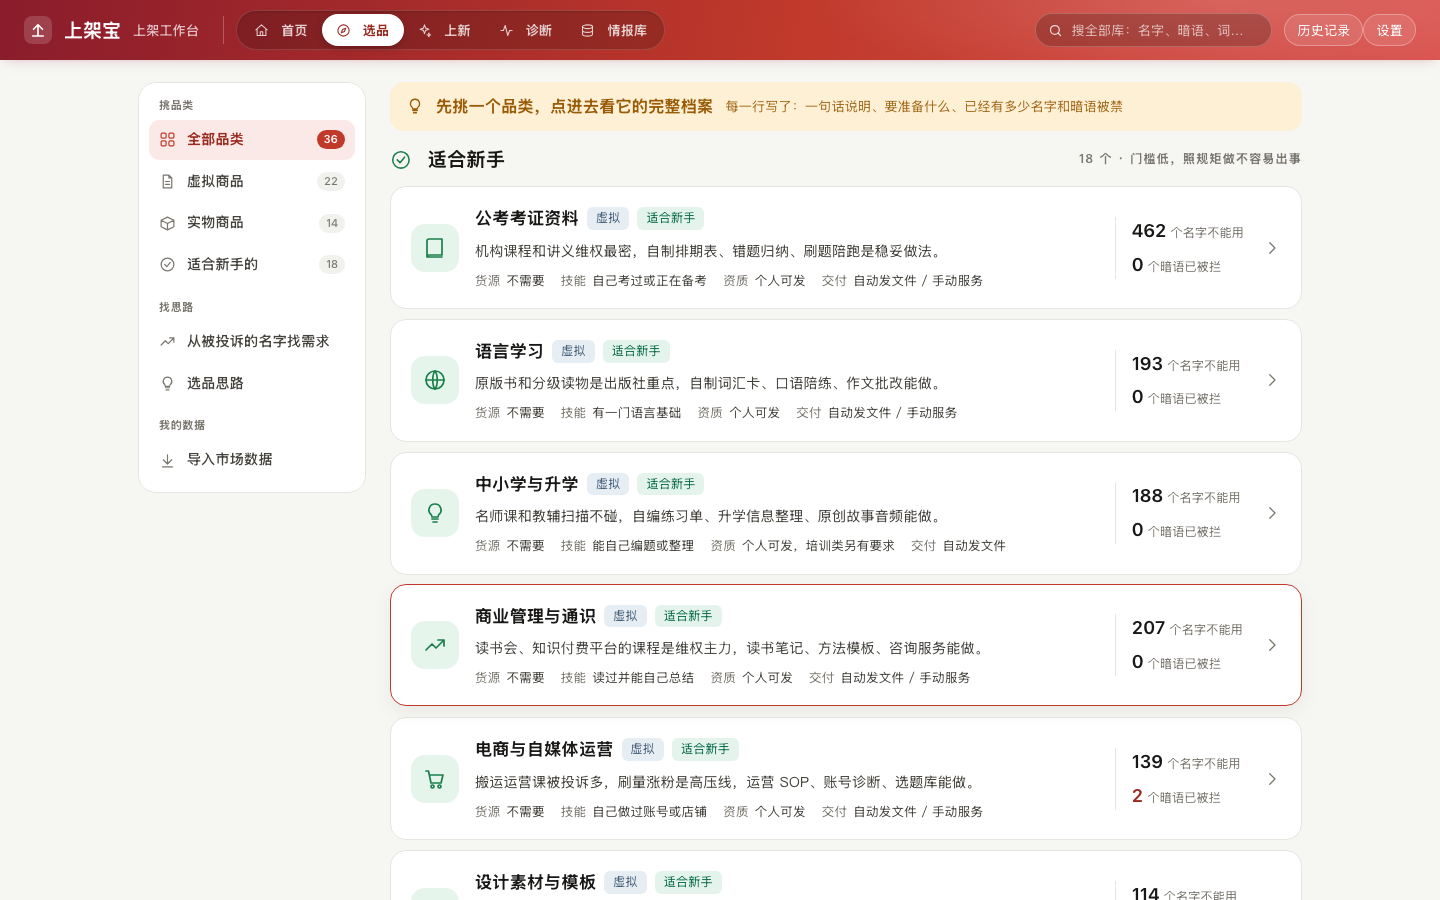 上架宝 上架工作台 首页 选品 上新 诊断 情报库 搜全部库：名字、暗语、词... 历史记录 设置
挑品类
全部品类 36
虚拟商品 22
实物商品 14
适合新手的 18
找思路
从被投诉的名字找需求
选品思路
我的数据
导入市场数据
先挑一个品类，点进去看它的完整档案 每一行写了：一句话说明、要准备什么、已经有多少名字和暗语被禁
适合新手 18 个 · 门槛低，照规矩做不容易出事
公考考证资料 虚拟 适合新手
机构课程和讲义维权最密，自制排期表、错题归纳、刷题陪跑是稳妥做法。
货源 不需要 技能 自己考过或正在备考 资质 个人可发 交付 自动发文件 / 手动服务
462 个名字不能用
0 个暗语已被拦
语言学习 虚拟 适合新手
原版书和分级读物是出版社重点，自制词汇卡、口语陪练、作文批改能做。
货源 不需要 技能 有一门语言基础 资质 个人可发 交付 自动发文件 / 手动服务
193 个名字不能用
0 个暗语已被拦
中小学与升学 虚拟 适合新手
名师课和教辅扫描不碰，自编练习单、升学信息整理、原创故事音频能做。
货源 不需要 技能 能自己编题或整理 资质 个人可发，培训类另有要求 交付 自动发文件
188 个名字不能用
0 个暗语已被拦
商业管理与通识 虚拟 适合新手
读书会、知识付费平台的课程是维权主力，读书笔记、方法模板、咨询服务能做。
货源 不需要 技能 读过并能自己总结 资质 个人可发 交付 自动发文件 / 手动服务
207 个名字不能用
0 个暗语已被拦
电商与自媒体运营 虚拟 适合新手
搬运运营课被投诉多，刷量涨粉是高压线，运营 SOP、账号诊断、选题库能做。
货源 不需要 技能 自己做过账号或店铺 资质 个人可发 交付 自动发文件 / 手动服务
139 个名字不能用
2 个暗语已被拦
设计素材与模板 虚拟 适合新手
114 个名字不能用